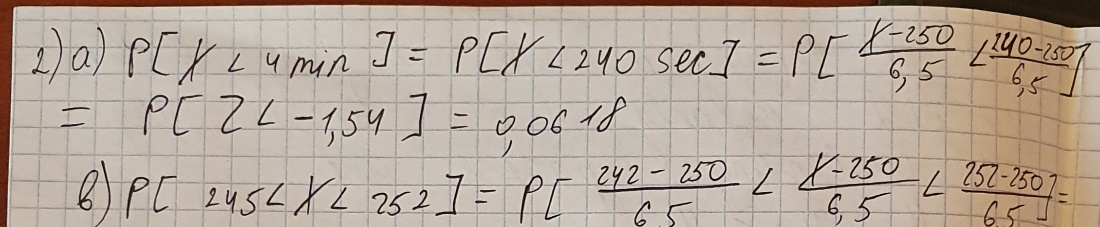 2) a) P[X < 4 min] = P[X < 240 sec] = P[ (X-250)/6,5 < (240-250)/6,5 ]
= P[Z < -1,54] = 0,0618
b) P[ 245 < X < 252 ] = P[ (242-250)/6,5 < (X-250)/6,5 < (252-250)/6,5 ] =